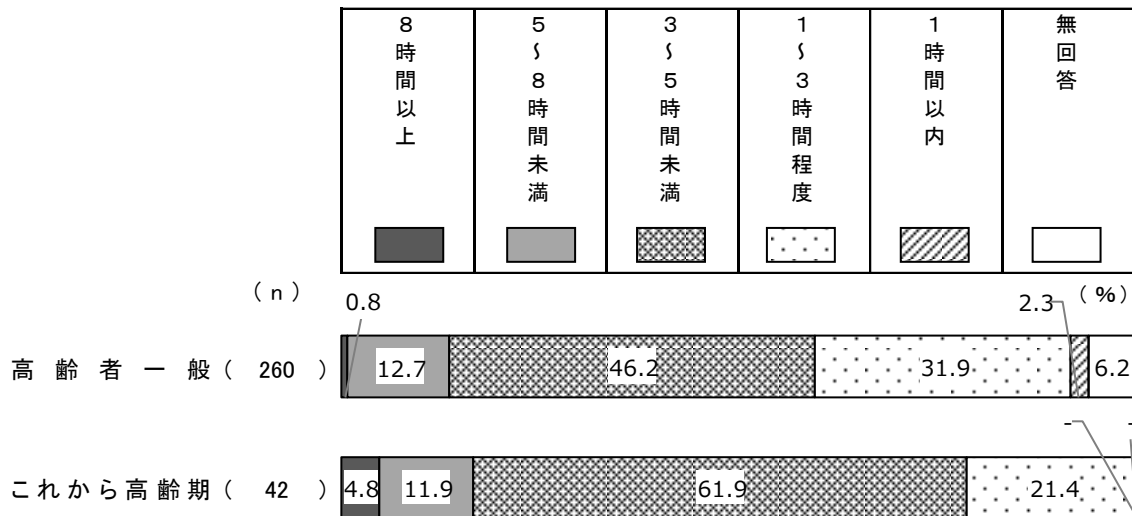 8時間以上
5〜8時間未満
3〜5時間未満
1〜3時間程度
1時間以内
無回答
(n)
(%)
0.8
2.3
高齢者一般( 260 )
12.7
46.2
31.9
6.2
-
-
これから高齢期( 42 )
4.8
11.9
61.9
21.4